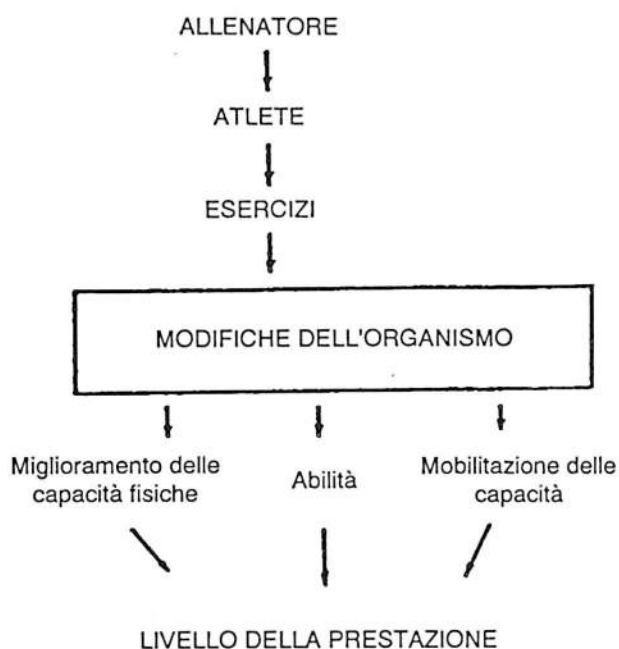 ALLENATORE
ATLETE
ESERCIZI
MODIFICHE DELL'ORGANISMO
Miglioramento delle
capacità fisiche
Abilità
Mobilitazione delle
capacità
LIVELLO DELLA PRESTAZIONE